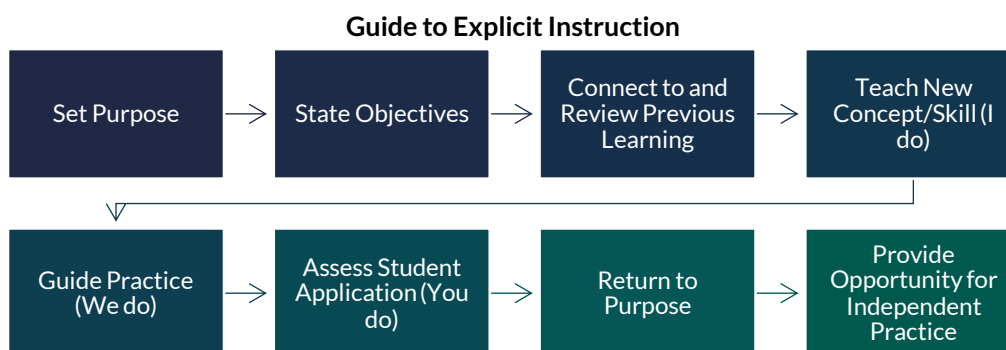 Guide to Explicit Instruction
Set Purpose
State Objectives
Connect to and
Review Previous
Learning
Teach New
Concept/Skill (I
do)
Guide Practice
(We do)
Assess Student
Application (You
do)
Return to
Purpose
Provide
Opportunity for
Independent
Practice